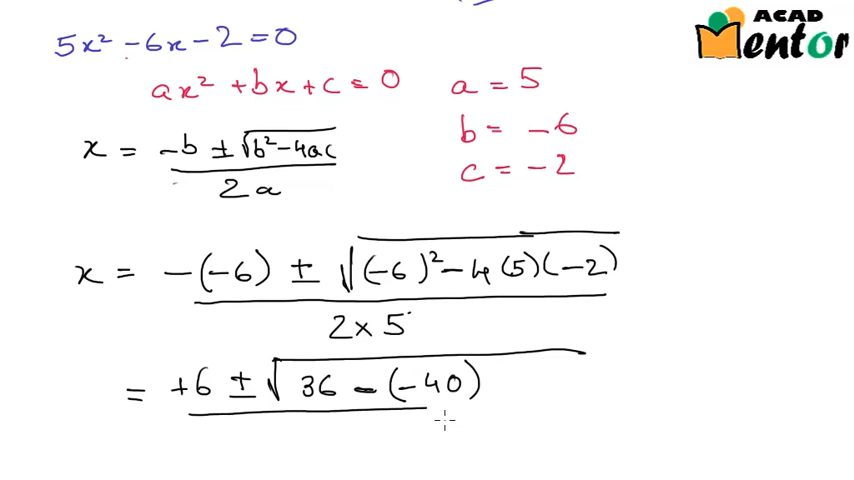 ACAD
Mentor
5x² - 6x - 2 = 0
ax² + bx + c = 0
a = 5
b = -6
c = -2
x = -b ± √b² - 4ac
2a
x = -(-6) ± √(-6)² - 4(5)(-2)
2 × 5
= +6 ± √36 - (-40)